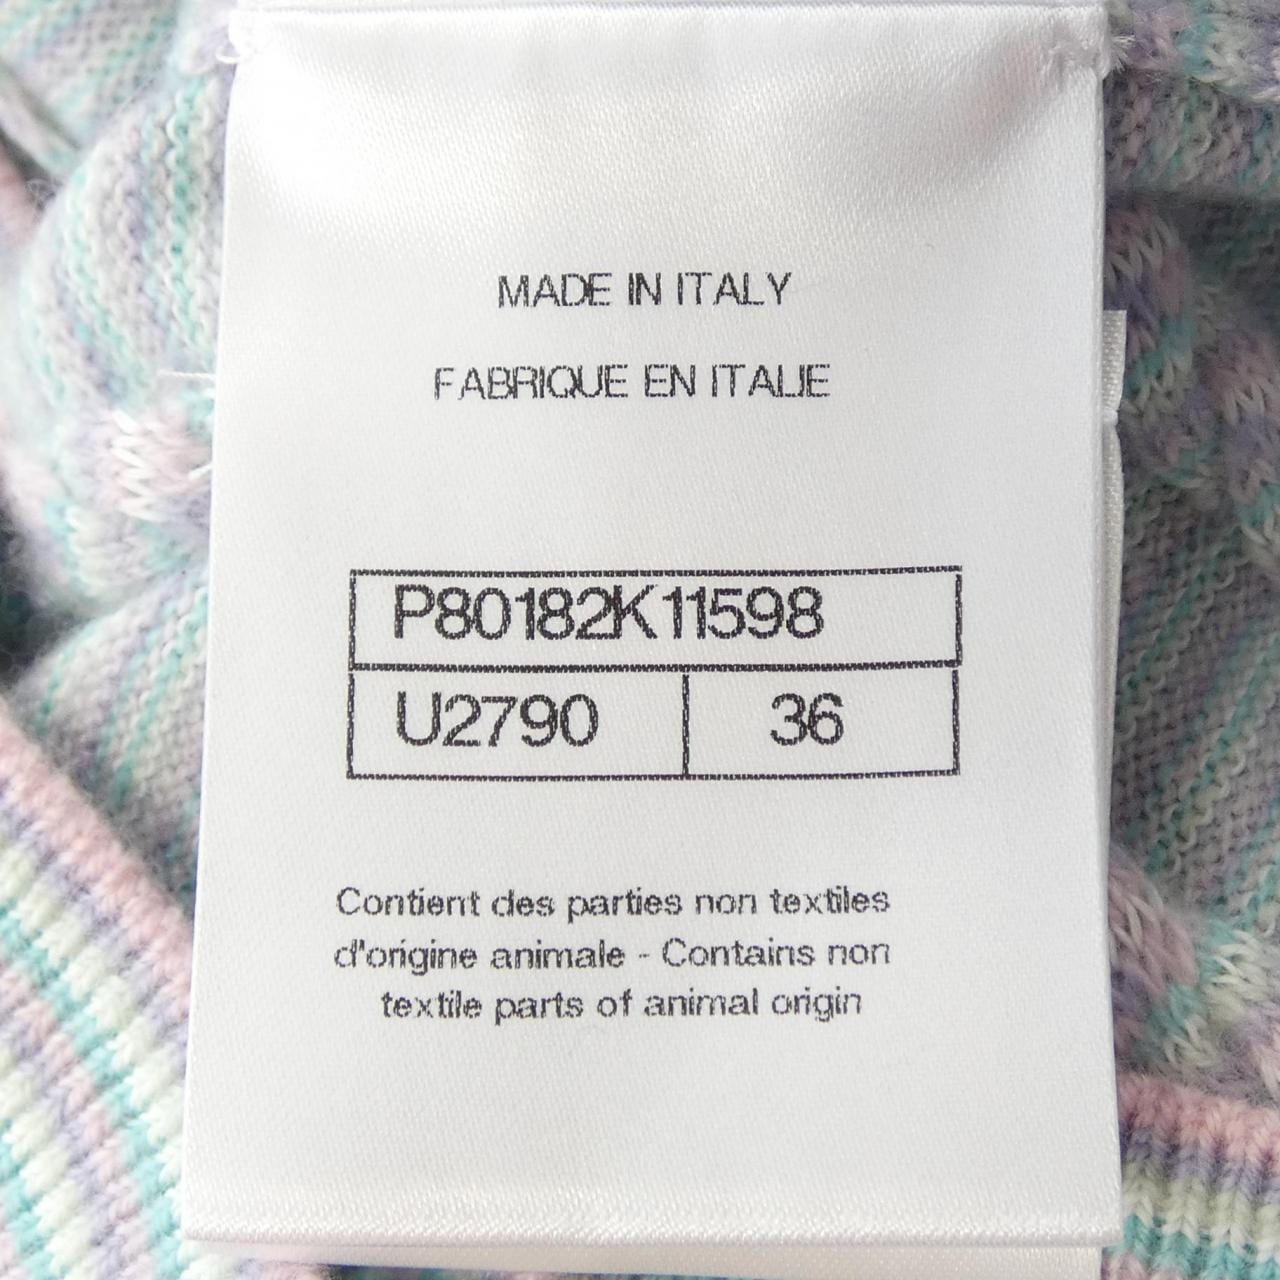 MADE IN ITALY
FABRIQUE EN ITALIE
P80182K11598
U2790 36
Contient des parties non textiles
d'origine animale - Contains non
textile parts of animal origin